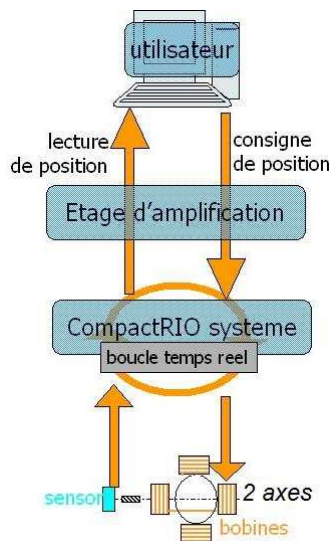 utilisateur
lecture
de position
consigne
de position
Etage d'amplification
CompactRIO systeme
boucle temps reel
sensor
2 axes
bobines